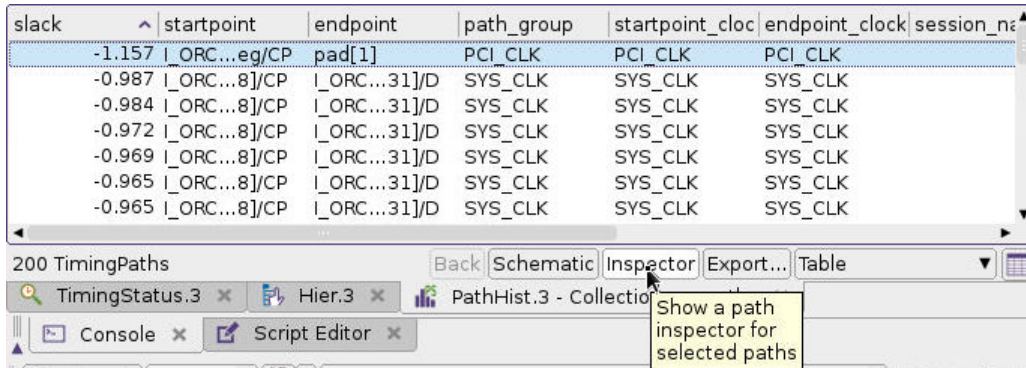 slack startpoint endpoint path_group startpoint_cloc endpoint_clock session_na
-1.157 I_ORC...eg/CP pad[1] PCI_CLK PCI_CLK PCI_CLK
-0.987 I_ORC...8]/CP I_ORC...31]/D SYS_CLK SYS_CLK SYS_CLK
-0.984 I_ORC...8]/CP I_ORC...31]/D SYS_CLK SYS_CLK SYS_CLK
-0.972 I_ORC...8]/CP I_ORC...31]/D SYS_CLK SYS_CLK SYS_CLK
-0.969 I_ORC...8]/CP I_ORC...31]/D SYS_CLK SYS_CLK SYS_CLK
-0.965 I_ORC...8]/CP I_ORC...31]/D SYS_CLK SYS_CLK SYS_CLK
-0.965 I_ORC...8]/CP I_ORC...31]/D SYS_CLK SYS_CLK SYS_CLK
200 TimingPaths Back Schematic Inspector Export... Table
TimingStatus.3 Hier.3 PathHist.3 - Collectio
Show a path
inspector for
selected paths
Console Script Editor